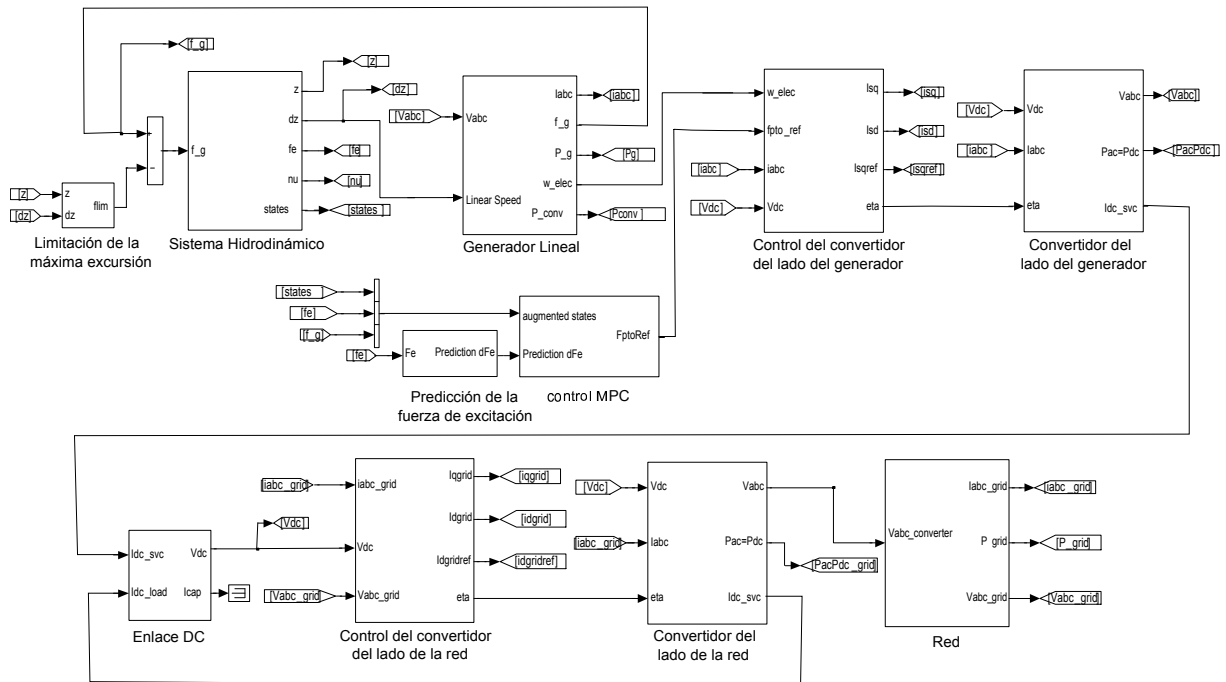 [f_g]
[z]
[dz]
[z]
[dz]
z
dz
flim
Limitación de la
máxima excursión
+
−
f_g
z
dz
fe
nu
states
Sistema Hidrodinámico
[fe]
[nu]
[states]
[Vabc]
Vabc
Linear Speed
Iabc
f_g
P_g
w_elec
P_conv
Generador Lineal
[iabc]
[Pg]
[Pconv]
w_elec
fpto_ref
iabc
Vdc
[iabc]
[Vdc]
Isq
Isd
Isqref
eta
Control del convertidor
del lado del generador
[isq]
[isd]
[isqref]
[Vdc]
[iabc]
Vdc
Iabc
eta
Vabc
Pac=Pdc
Idc_svc
Convertidor del
lado del generador
[Vabc]
[PacPdc]
[states
[fe]
[f_g]
[fe]
Fe
Prediction dFe
Predicción de la
fuerza de excitación
augmented states
Prediction dFe
FptoRef
control MPC
Idc_svc
Idc_load
Vdc
Icap
Enlace DC
[Vdc]
[iabc_grid]
[Vabc_grid]
iabc_grid
Vdc
Vabc_grid
Iqgrid
Idgrid
Idgridref
eta
Control del convertidor
del lado de la red
[iqgrid]
[idgrid]
[idgridref]
[Vdc]
[iabc_grid]
Vdc
Iabc
eta
Vabc
Pac=Pdc
Idc_svc
Convertidor del
lado de la red
[PacPdc_grid]
Vabc_converter
Iabc_grid
P_grid
Vabc_grid
Red
[iabc_grid]
[P_grid]
[Vabc_grid]